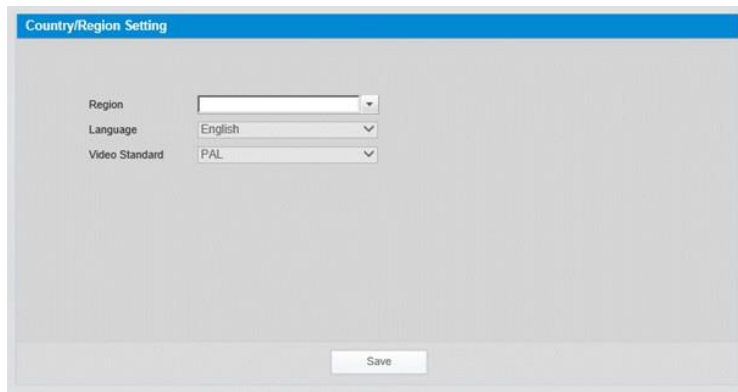 Country/Region Setting
Region
Language English
Video Standard PAL
Save